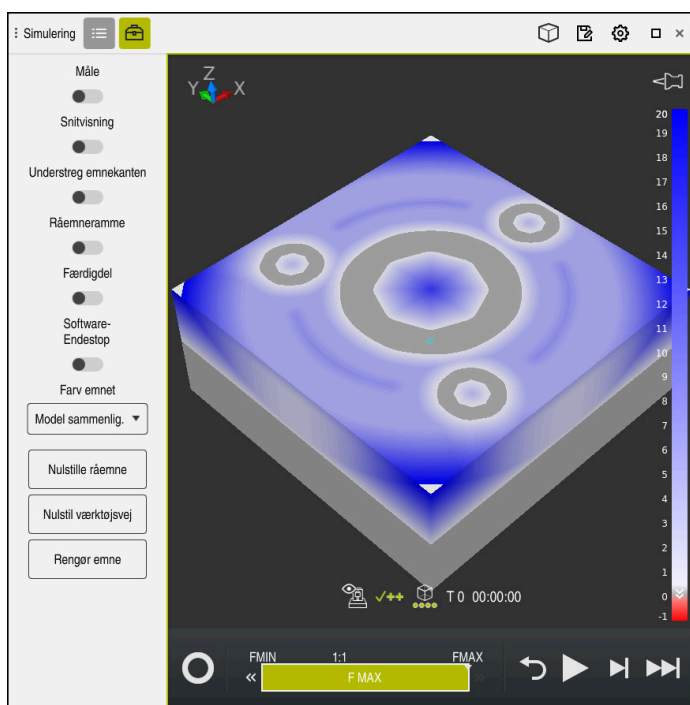 Simulering
Måle
Snitvisning
Understreg emnekanten
Råemneramme
Færdigdel
Software-
Endestop
Farv emnet
Model sammenlig.
Nulstille råemne
Nulstil værktøjsvej
Rengør emne
Z
Y
X
20
19
18
17
16
15
14
13
12
11
10
9
8
7
6
5
4
3
2
1
0
-1
T 0 00:00:00
FMIN 1:1 FMAX
F MAX